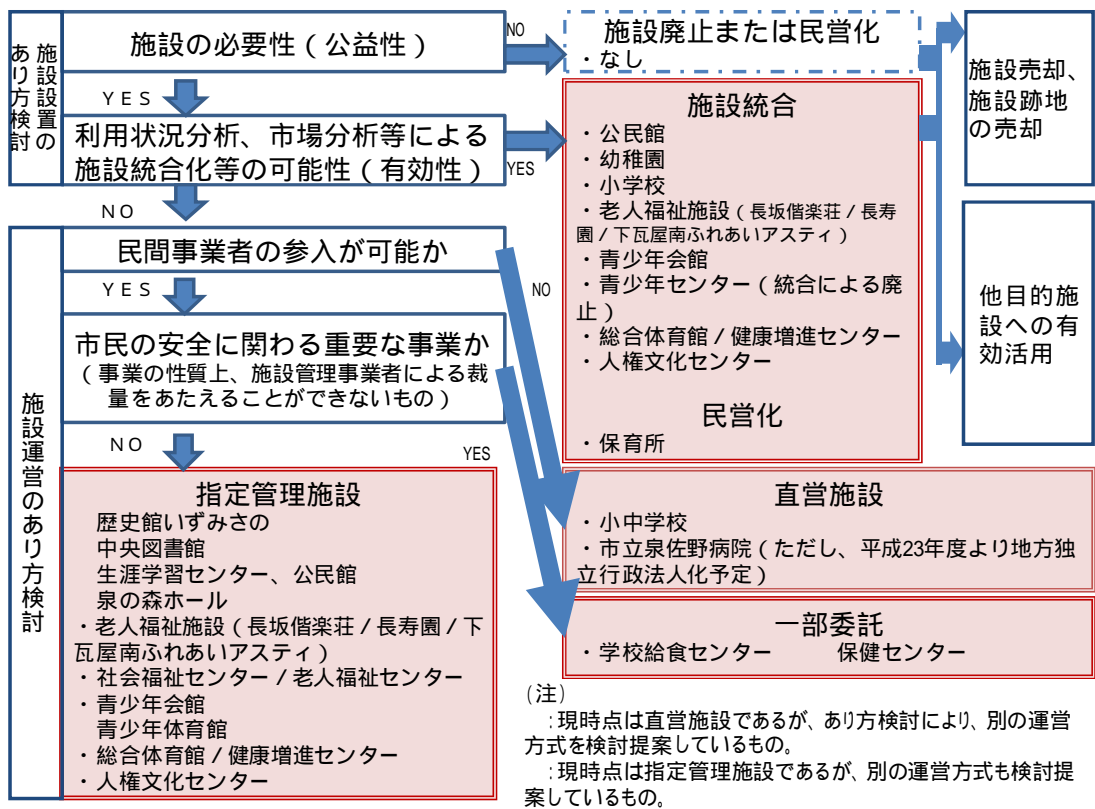 施設設置の
あり方検討
施設の必要性（公益性）
NO
施設廃止または民営化
・なし
施設売却、
施設跡地
の売却
YES
利用状況分析、市場分析等による
施設統合化等の可能性（有効性）
YES
施設統合
・公民館
・幼稚園
・小学校
・老人福祉施設（長坂偕楽荘／長寿
園／下瓦屋南ふれあいアスティ）
・青少年会館
・青少年センター（統合による廃
止）
・総合体育館／健康増進センター
・人権文化センター
民営化
・保育所
他目的施
設への有
効活用
NO
施設運営のあり方検討
民間事業者の参入が可能か
YES
NO
市民の安全に関わる重要な事業か
（事業の性質上、施設管理事業者による裁
量をあたえることができないもの）
NO
YES
指定管理施設
歴史館いずみさの
中央図書館
生涯学習センター、公民館
泉の森ホール
・老人福祉施設（長坂偕楽荘／長寿園／下
瓦屋南ふれあいアスティ）
・社会福祉センター／老人福祉センター
・青少年会館
青少年体育館
・総合体育館／健康増進センター
・人権文化センター
直営施設
・小中学校
・市立泉佐野病院（ただし、平成23年度より地方独
立行政法人化予定）
一部委託
・学校給食センター　　保健センター
(注)
：現時点は直営施設であるが、あり方検討により、別の運営
方式を検討提案しているもの。
：現時点は指定管理施設であるが、別の運営方式も検討提
案しているもの。